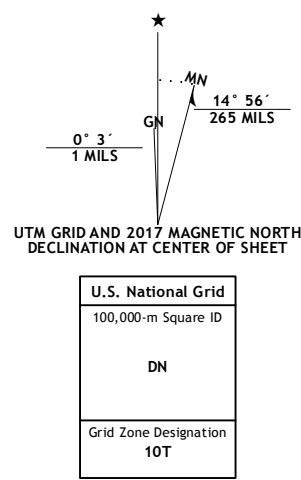 MN
GN
14° 56´
265 MILS
0° 3´
1 MILS
UTM GRID AND 2017 MAGNETIC NORTH
DECLINATION AT CENTER OF SHEET
U.S. National Grid
100,000-m Square ID
DN
Grid Zone Designation
10T